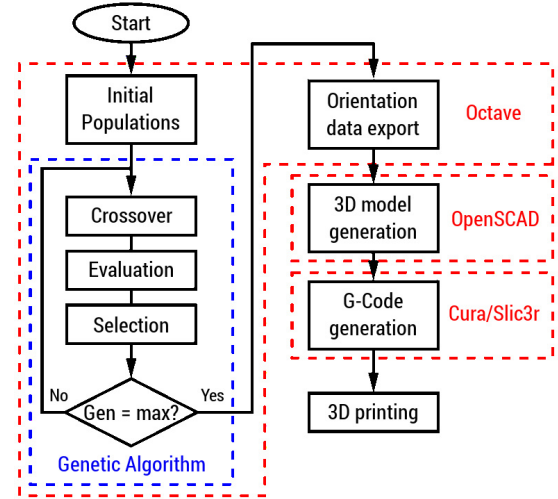 Start
Initial
Populations
Crossover
Evaluation
Selection
Gen = max?
No
Yes
Genetic Algorithm
Orientation
data export
Octave
3D model
generation
OpenSCAD
G-Code
generation
Cura/Slic3r
3D printing